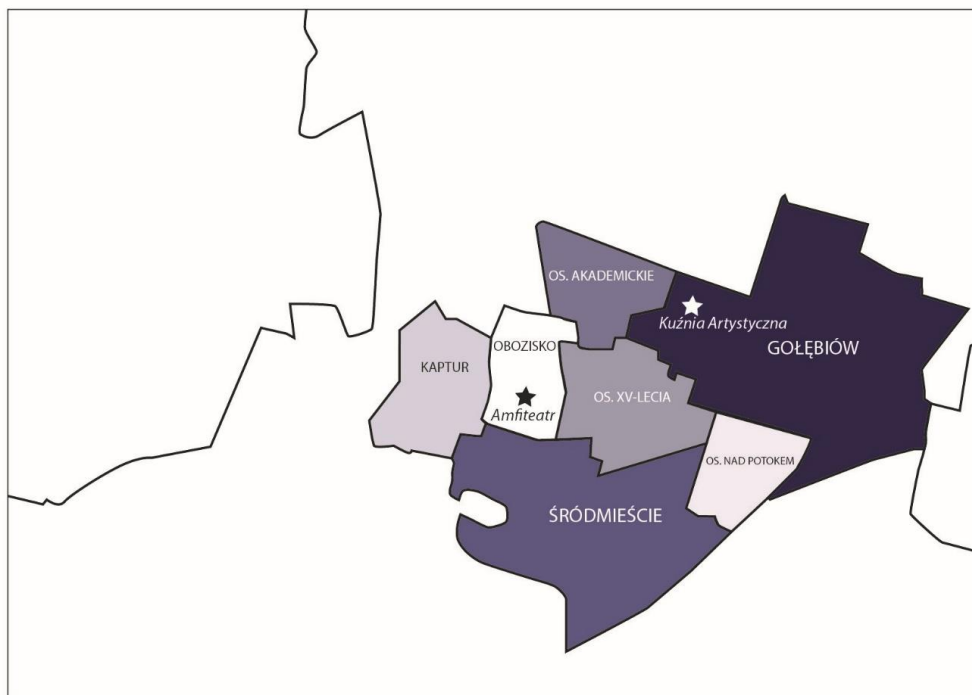 OS. AKADEMICKIE
Kuźnia Artystyczna
OBOZISKO
GOŁĘBIÓW
KAPTUR
OS. XV-LECIA
Amfiteatr
OS. NAD POTOKEM
ŚRÓDMIEŚCIE